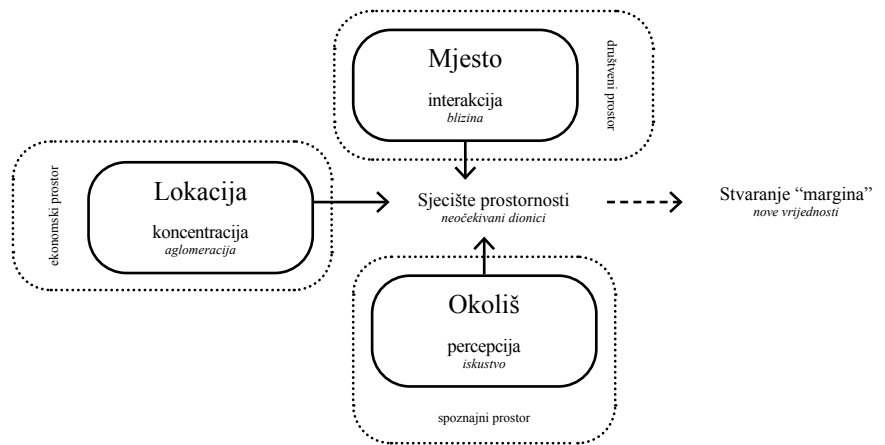 Mjesto
interakcija
blizina
društveni prostor
ekonomski prostor
Lokacija
koncentracija
aglomeracija
Sjecište prostornosti
neočekivani dionici
Stvaranje “margina”
nove vrijednosti
Okoliš
percepcija
iskustvo
spoznajni prostor